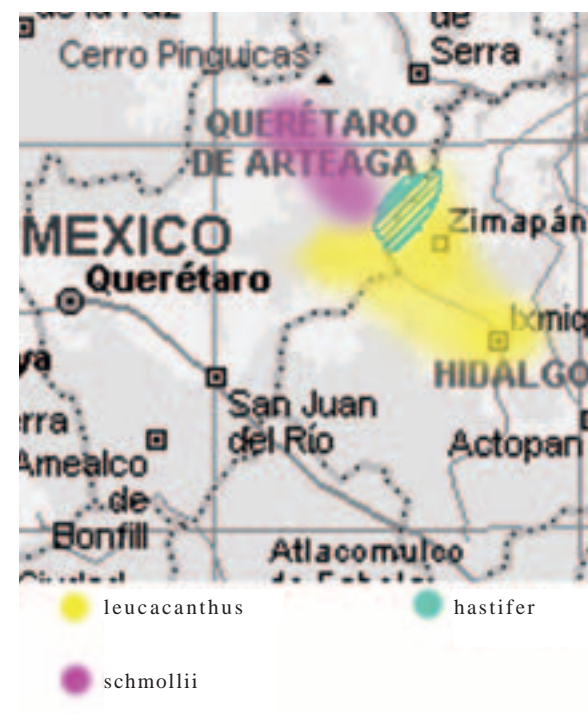 de
Cerro Pinguicas
Serra
QUERÉTARO
DE ARTEAGA
MEXICO
Zimapán
Querétaro
HIDALGO
San Juan
del Río
Actopan
Amealco
de
Bonfill
Atlacomulco
leucacanthus
hastifer
schmollii